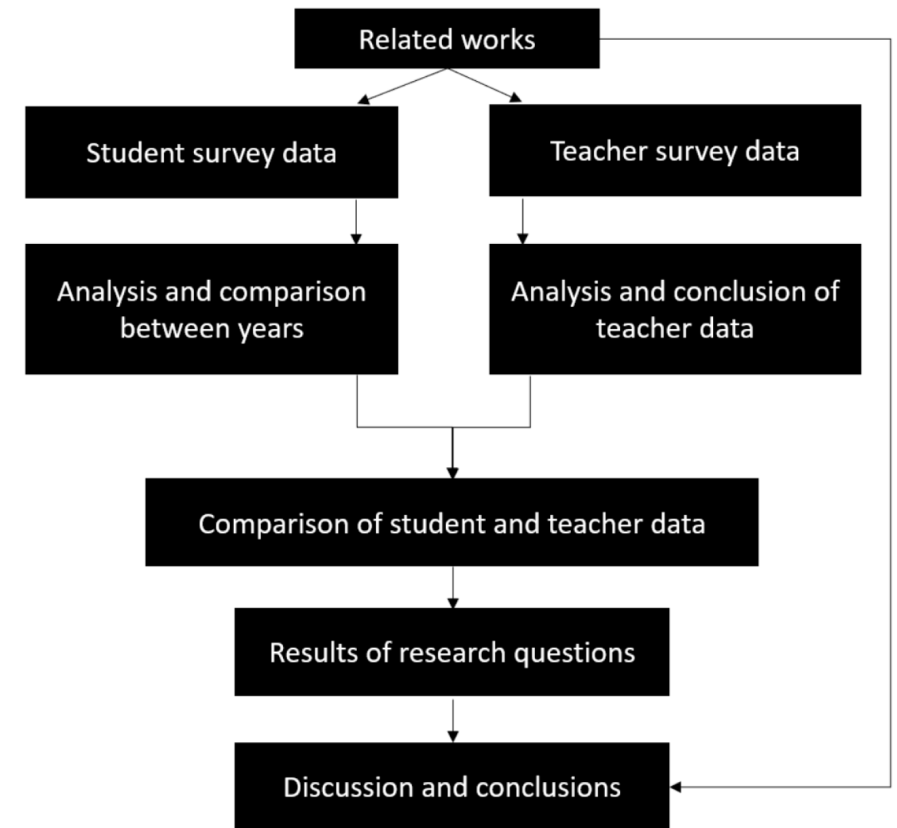 Related works
Student survey data
Teacher survey data
Analysis and comparison
between years
Analysis and conclusion of
teacher data
Comparison of student and teacher data
Results of research questions
Discussion and conclusions